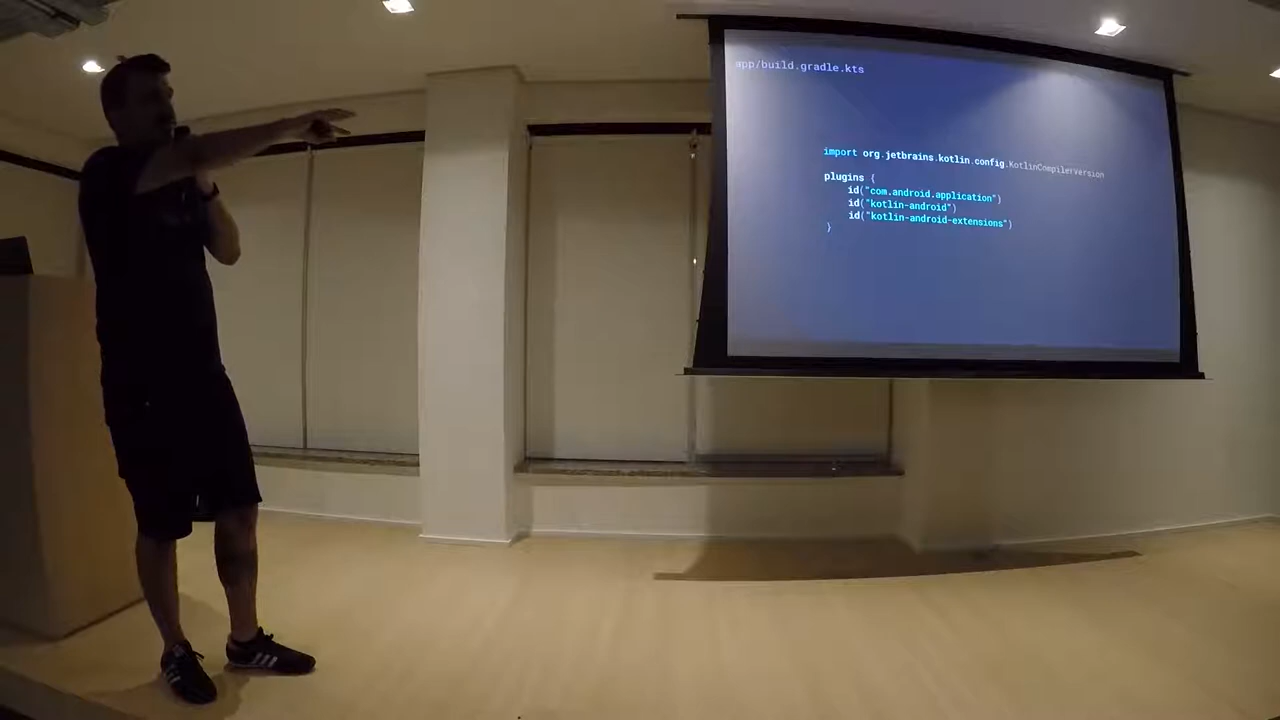 app/build.gradle.kts
import org.jetbrains.kotlin.config.KotlinCompilerVersion
plugins {
id("com.android.application")
id("kotlin-android")
id("kotlin-android-extensions")
}